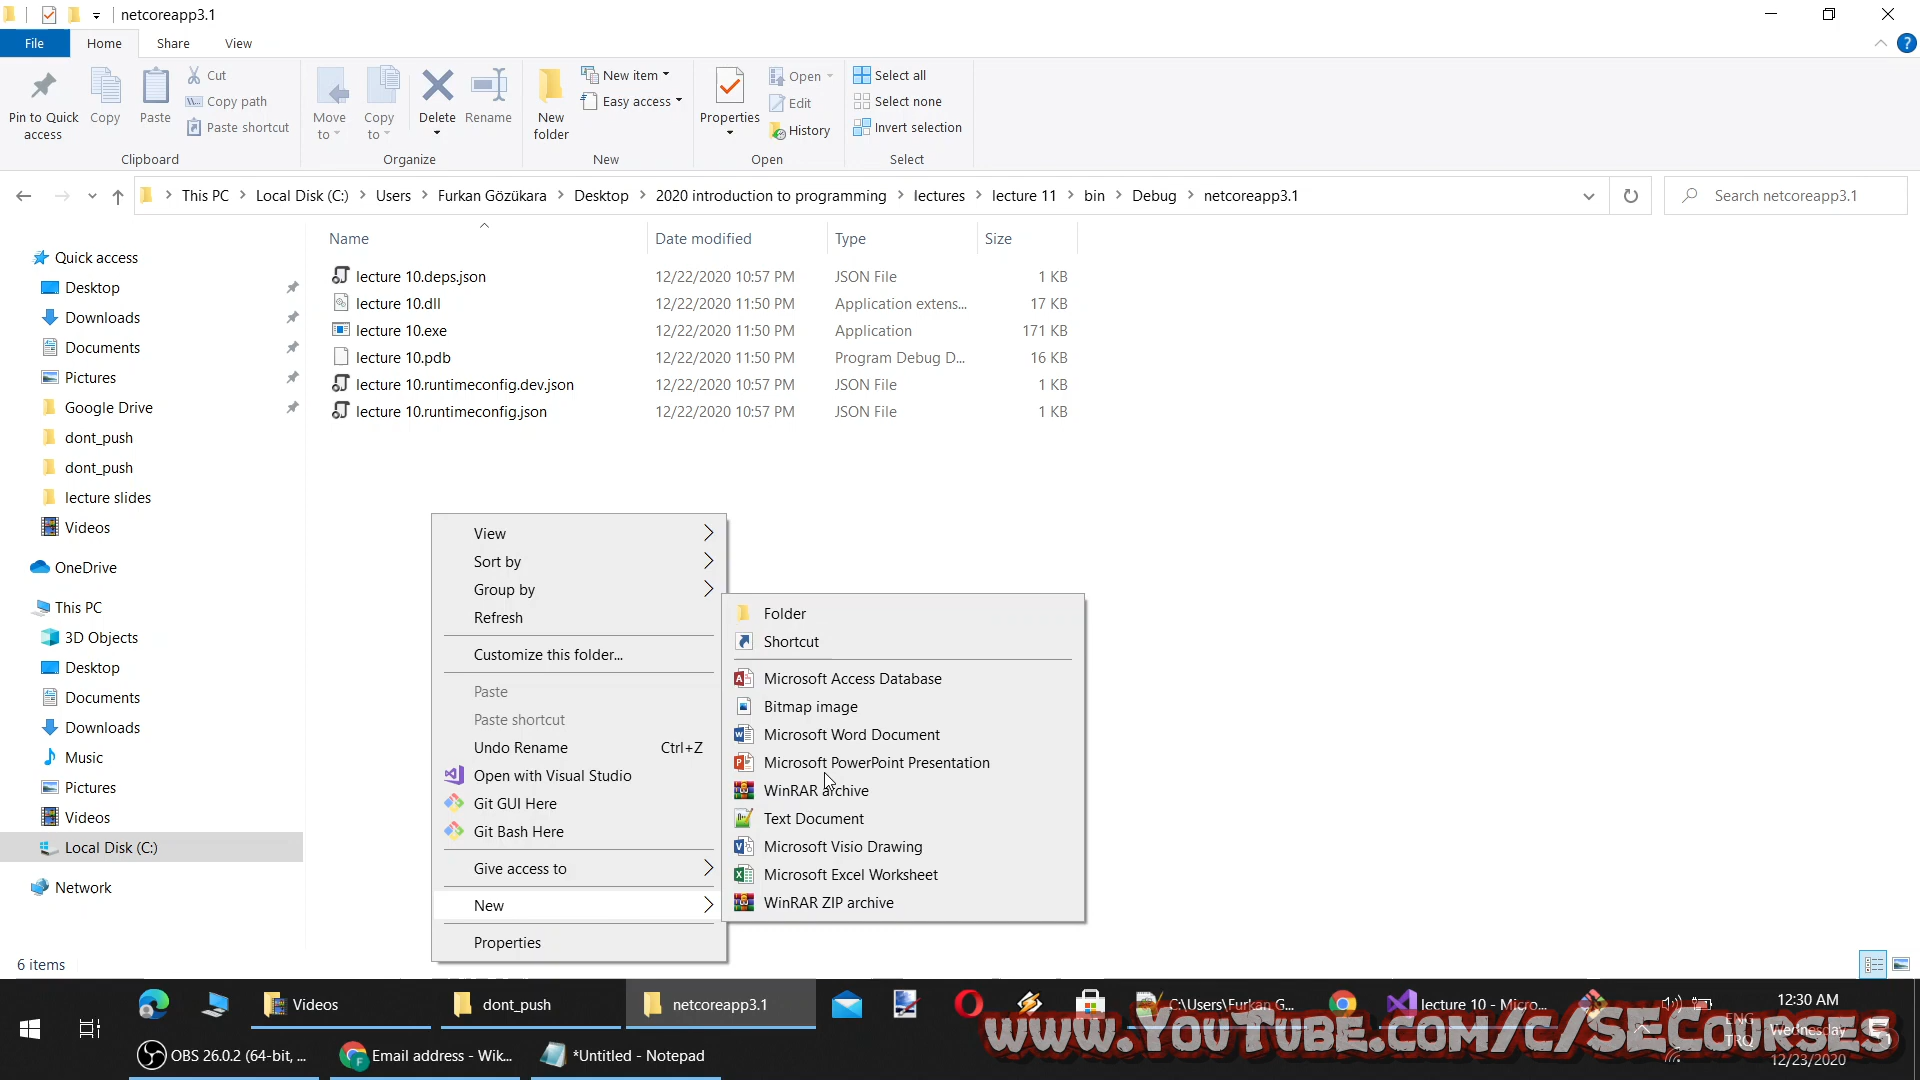 netcoreapp3.1
File Home Share View
Pin to Quick access
Copy
Paste
Cut
Copy path
Paste shortcut
Clipboard
Move to
Copy to
Delete
Rename
Organize
New folder
New item
Easy access
New
Properties
Open
Edit
History
Open
Select all
Select none
Invert selection
Select
This PC Local Disk (C:) Users Furkan Gözükara Desktop 2020 introduction to programming lectures lecture 11 bin Debug netcoreapp3.1
Search netcoreapp3.1
Name Date modified Type Size
lecture 10.deps.json 12/22/2020 10:57 PM JSON File 1 KB
lecture 10.dll 12/22/2020 11:50 PM Application extens... 17 KB
lecture 10.exe 12/22/2020 11:50 PM Application 171 KB
lecture 10.pdb 12/22/2020 11:50 PM Program Debug D... 16 KB
lecture 10.runtimeconfig.dev.json 12/22/2020 10:57 PM JSON File 1 KB
lecture 10.runtimeconfig.json 12/22/2020 10:57 PM JSON File 1 KB
Quick access
Desktop
Downloads
Documents
Pictures
Google Drive
dont_push
dont_push
lecture slides
Videos
OneDrive
This PC
3D Objects
Desktop
Documents
Downloads
Music
Pictures
Videos
Local Disk (C:)
Network
View
Sort by
Group by
Refresh
Customize this folder...
Paste
Paste shortcut
Undo Rename Ctrl+Z
Open with Visual Studio
Git GUI Here
Git Bash Here
Give access to
New
Properties
Folder
Shortcut
Microsoft Access Database
Bitmap image
Microsoft Word Document
Microsoft PowerPoint Presentation
WinRAR archive
Text Document
Microsoft Visio Drawing
Microsoft Excel Worksheet
WinRAR ZIP archive
6 items
Videos
dont_push
netcoreapp3.1
C:\Users\Furkan G...
lecture 10 - Micro...
OBS 26.0.2 (64-bit, ...
Email address - Wik...
*Untitled - Notepad
ENG
TRQ
12:30 AM
Wednesday
12/23/2020
www.YouTube.com/c/SECourses